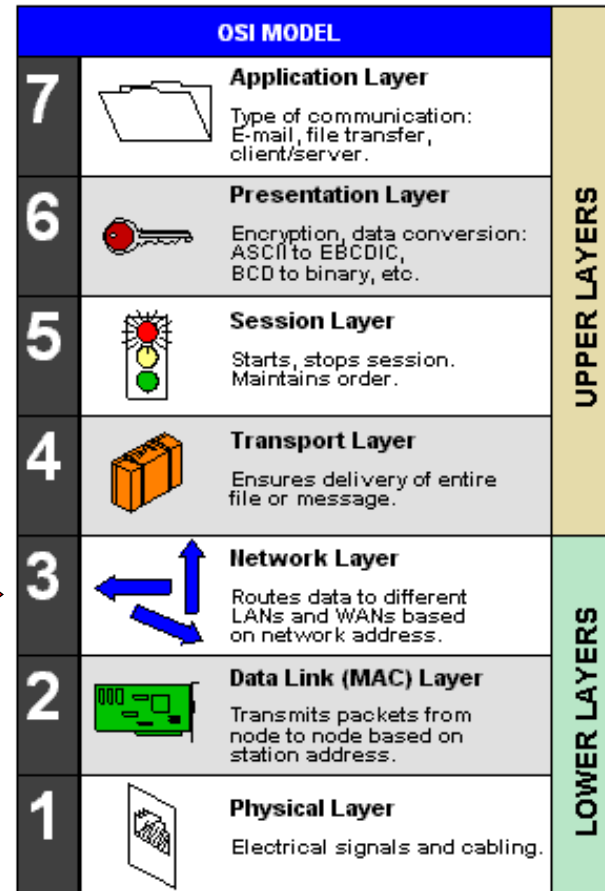 OSI MODEL
7
Application Layer
Type of communication:
E-mail, file transfer,
client/server.
6
Presentation Layer
Encryption, data conversion:
ASCII to EBCDIC,
BCD to binary, etc.
5
Session Layer
Starts, stops session.
Maintains order.
4
Transport Layer
Ensures delivery of entire
file or message.
UPPER LAYERS
3
Network Layer
Routes data to different
LANs and WANs based
on network address.
2
Data Link (MAC) Layer
Transmits packets from
node to node based on
station address.
1
Physical Layer
Electrical signals and cabling.
LOWER LAYERS